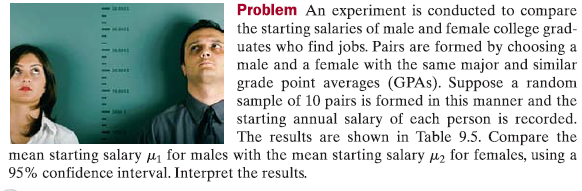 Problem An experiment is conducted to compare
the starting salaries of male and female college grad-
uates who find jobs. Pairs are formed by choosing a
male and a female with the same major and similar
grade point averages (GPAs). Suppose a random
sample of 10 pairs is formed in this manner and the
starting annual salary of each person is recorded.
The results are shown in Table 9.5. Compare the
mean starting salary μ₁ for males with the mean starting salary μ₂ for females, using a
95% confidence interval. Interpret the results.